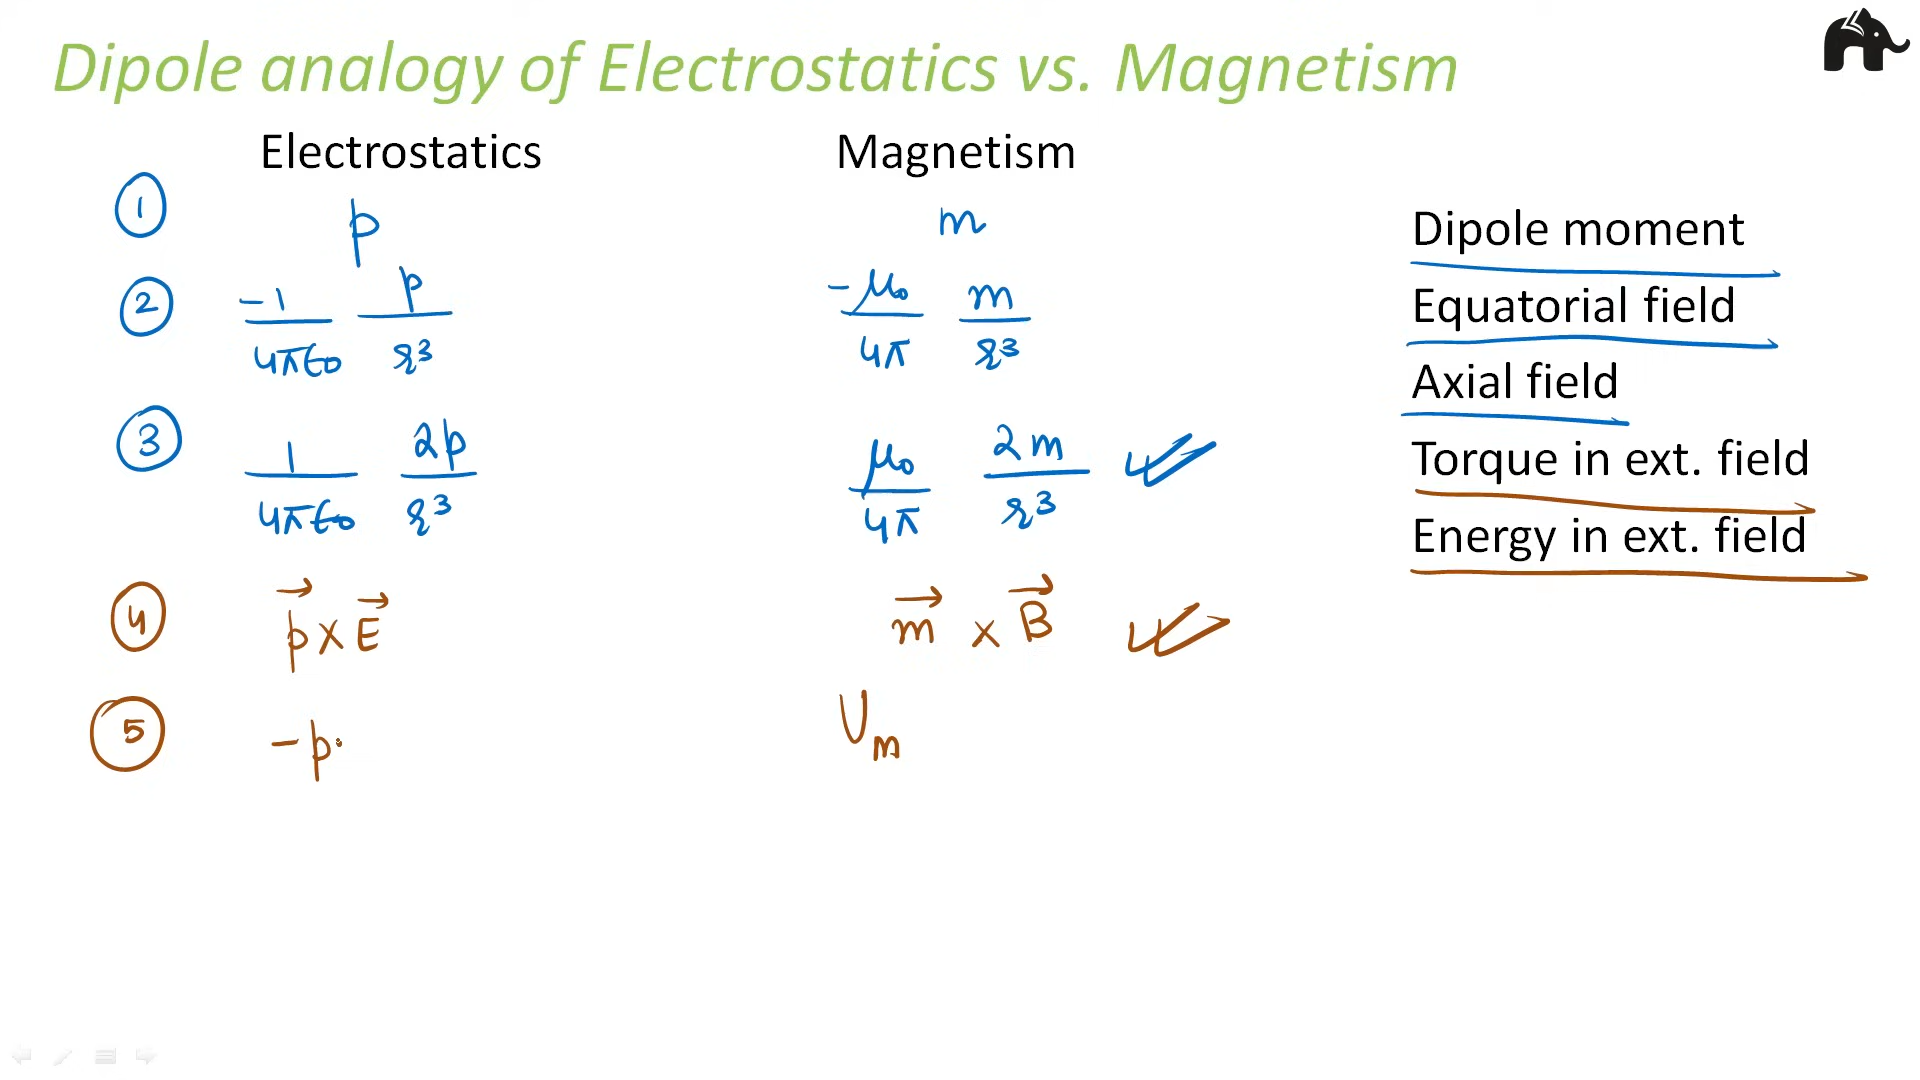 Dipole analogy of Electrostatics vs. Magnetism
Electrostatics Magnetism
① p m Dipole moment
② -1/4πϵ₀ p/r³ -μ₀/4π m/r³ Equatorial field
③ 1/4πϵ₀ 2p/r³ μ₀/4π 2m/r³ Axial field
Torque in ext. field
Energy in ext. field
④ p⃗ × E⃗ m⃗ × B⃗
⑤ -p· Uₘ